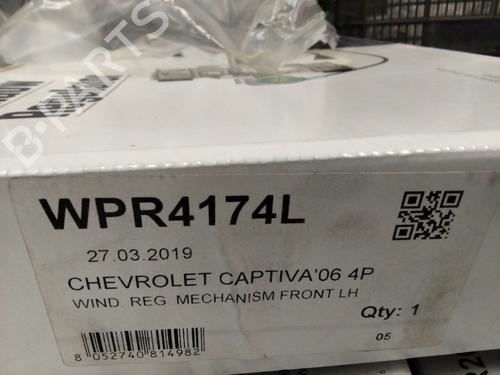 B-PARTS
WPR4174L
27.03.2019
CHEVROLET CAPTIVA'06 4P
WIND. REG. MECHANISM FRONT LH
Qty: 1
05
8 052740 814982